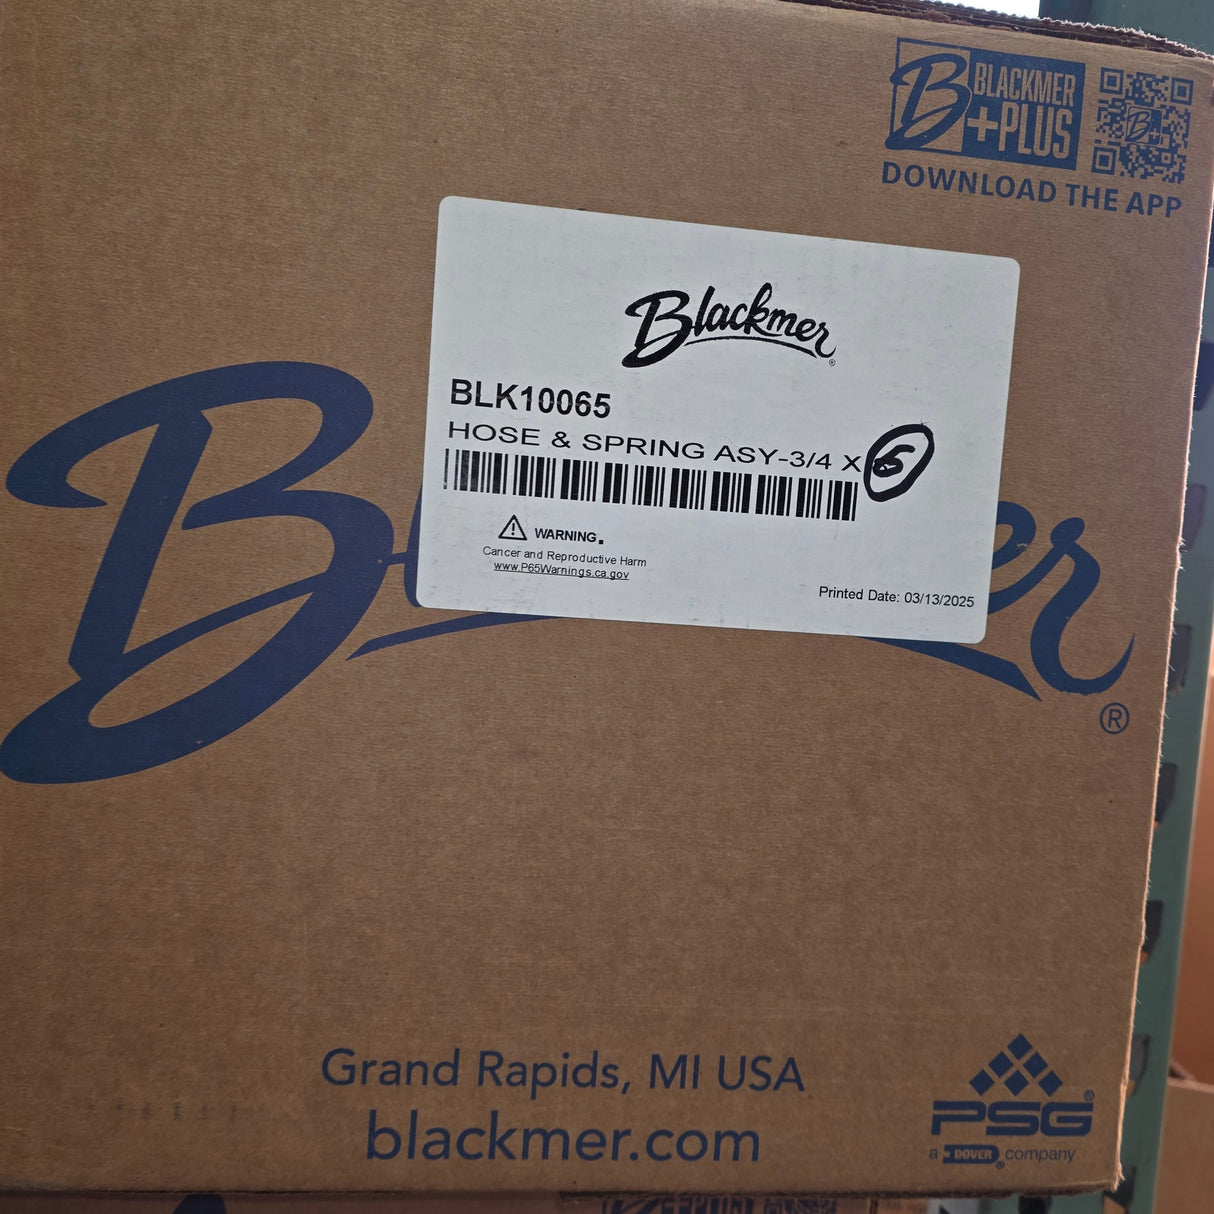 BLACKMER
+PLUS
DOWNLOAD THE APP
Blackmer®
BLK10065
HOSE & SPRING ASY-3/4 X 5
WARNING.
Cancer and Reproductive Harm
www.P65Warnings.ca.gov
Printed Date: 03/13/2025
®
Grand Rapids, MI USA
blackmer.com
PSG®
a DOVER® company